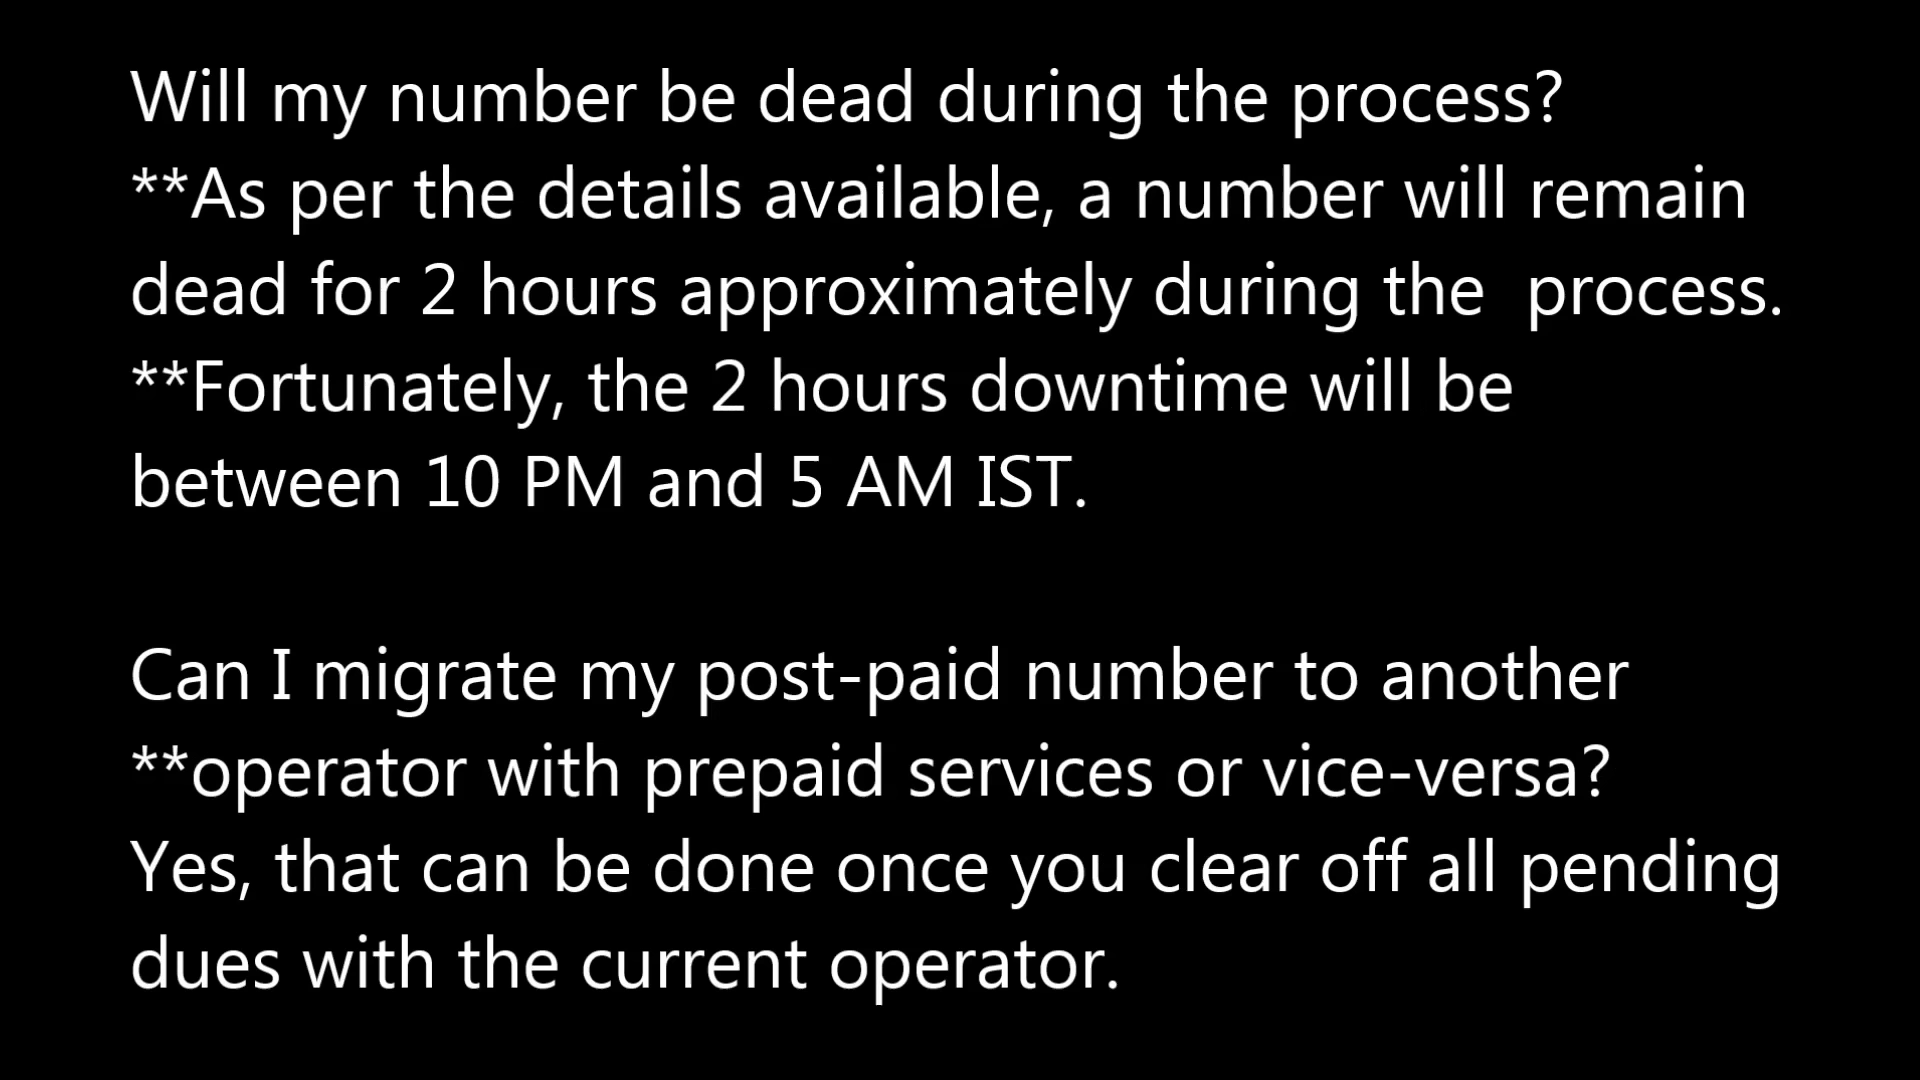 Will my number be dead during the process?
**As per the details available, a number will remain
dead for 2 hours approximately during the  process.
**Fortunately, the 2 hours downtime will be
between 10 PM and 5 AM IST.
Can I migrate my post-paid number to another
**operator with prepaid services or vice-versa?
Yes, that can be done once you clear off all pending
dues with the current operator.